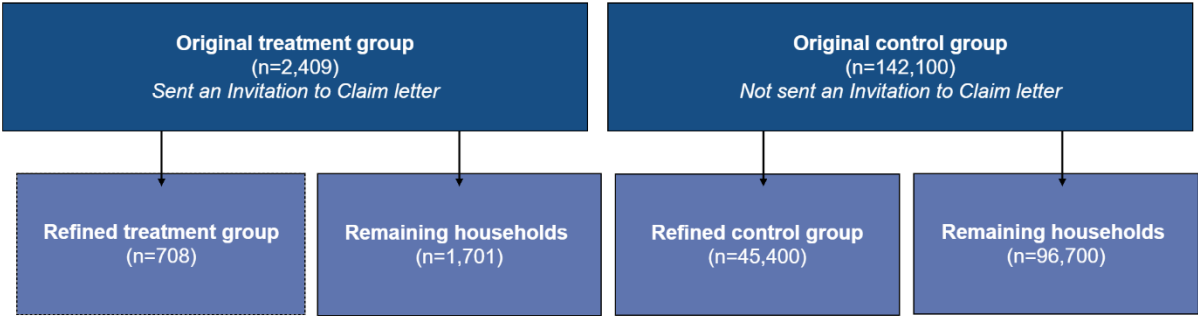 Original treatment group
(n=2,409)
Sent an Invitation to Claim letter
Original control group
(n=142,100)
Not sent an Invitation to Claim letter
Refined treatment group
(n=708)
Remaining households
(n=1,701)
Refined control group
(n=45,400)
Remaining households
(n=96,700)